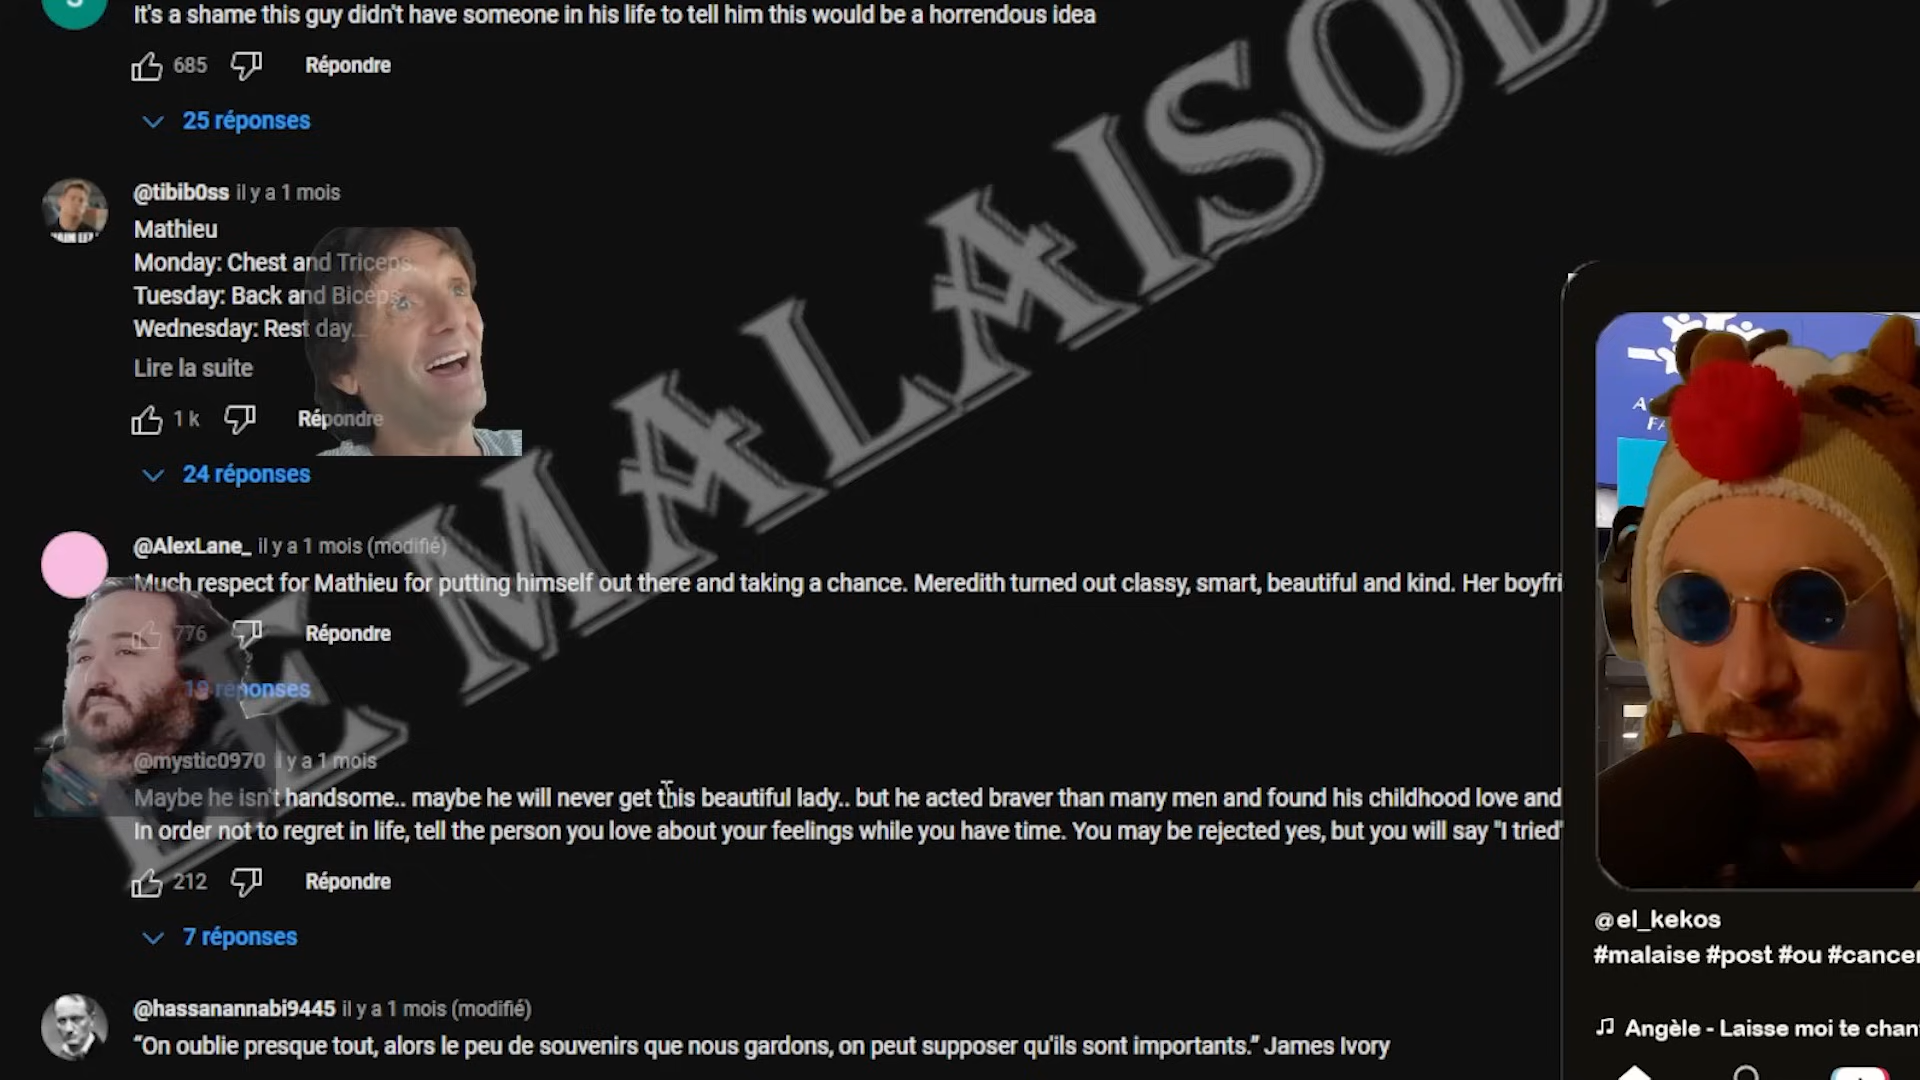 It's a shame this guy didn't have someone in his life to tell him this would be a horrendous idea
685 Répondre
25 réponses
@tibib0ss il y a 1 mois
Mathieu
Monday: Chest and Triceps.
Tuesday: Back and Biceps.
Wednesday: Rest day...
Lire la suite
1 k Répondre
24 réponses
@AlexLane_ il y a 1 mois (modifié)
Much respect for Mathieu for putting himself out there and taking a chance. Meredith turned out classy, smart, beautiful and kind. Her boyfri
776 Répondre
19 réponses
@mystic0970 il y a 1 mois
Maybe he isn't handsome.. maybe he will never get this beautiful lady.. but he acted braver than many men and found his childhood love and
In order not to regret in life, tell the person you love about your feelings while you have time. You may be rejected yes, but you will say "I tried"
212 Répondre
7 réponses
@hassanannabi9445 il y a 1 mois (modifié)
“On oublie presque tout, alors le peu de souvenirs que nous gardons, on peut supposer qu'ils sont importants.” James Ivory
LE MALAISOD
@el_kekos
#malaise #post #ou #cancer
Angèle - Laisse moi te chan